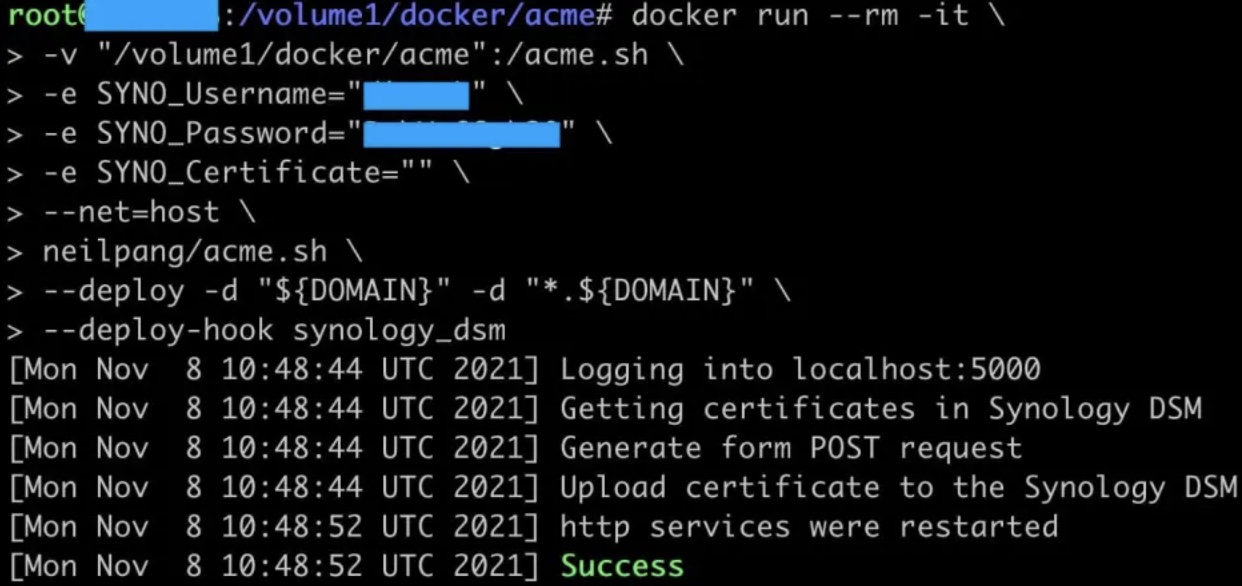 root@ :/volume1/docker/acme# docker run --rm -it \
> -v "/volume1/docker/acme":/acme.sh \
> -e SYNO_Username=" " \
> -e SYNO_Password=" " \
> -e SYNO_Certificate="" \
> --net=host \
> neilpang/acme.sh \
> --deploy -d "${DOMAIN}" -d "*.${DOMAIN}" \
> --deploy-hook synology_dsm
[Mon Nov  8 10:48:44 UTC 2021] Logging into localhost:5000
[Mon Nov  8 10:48:44 UTC 2021] Getting certificates in Synology DSM
[Mon Nov  8 10:48:44 UTC 2021] Generate form POST request
[Mon Nov  8 10:48:44 UTC 2021] Upload certificate to the Synology DSM
[Mon Nov  8 10:48:52 UTC 2021] http services were restarted
[Mon Nov  8 10:48:52 UTC 2021] Success